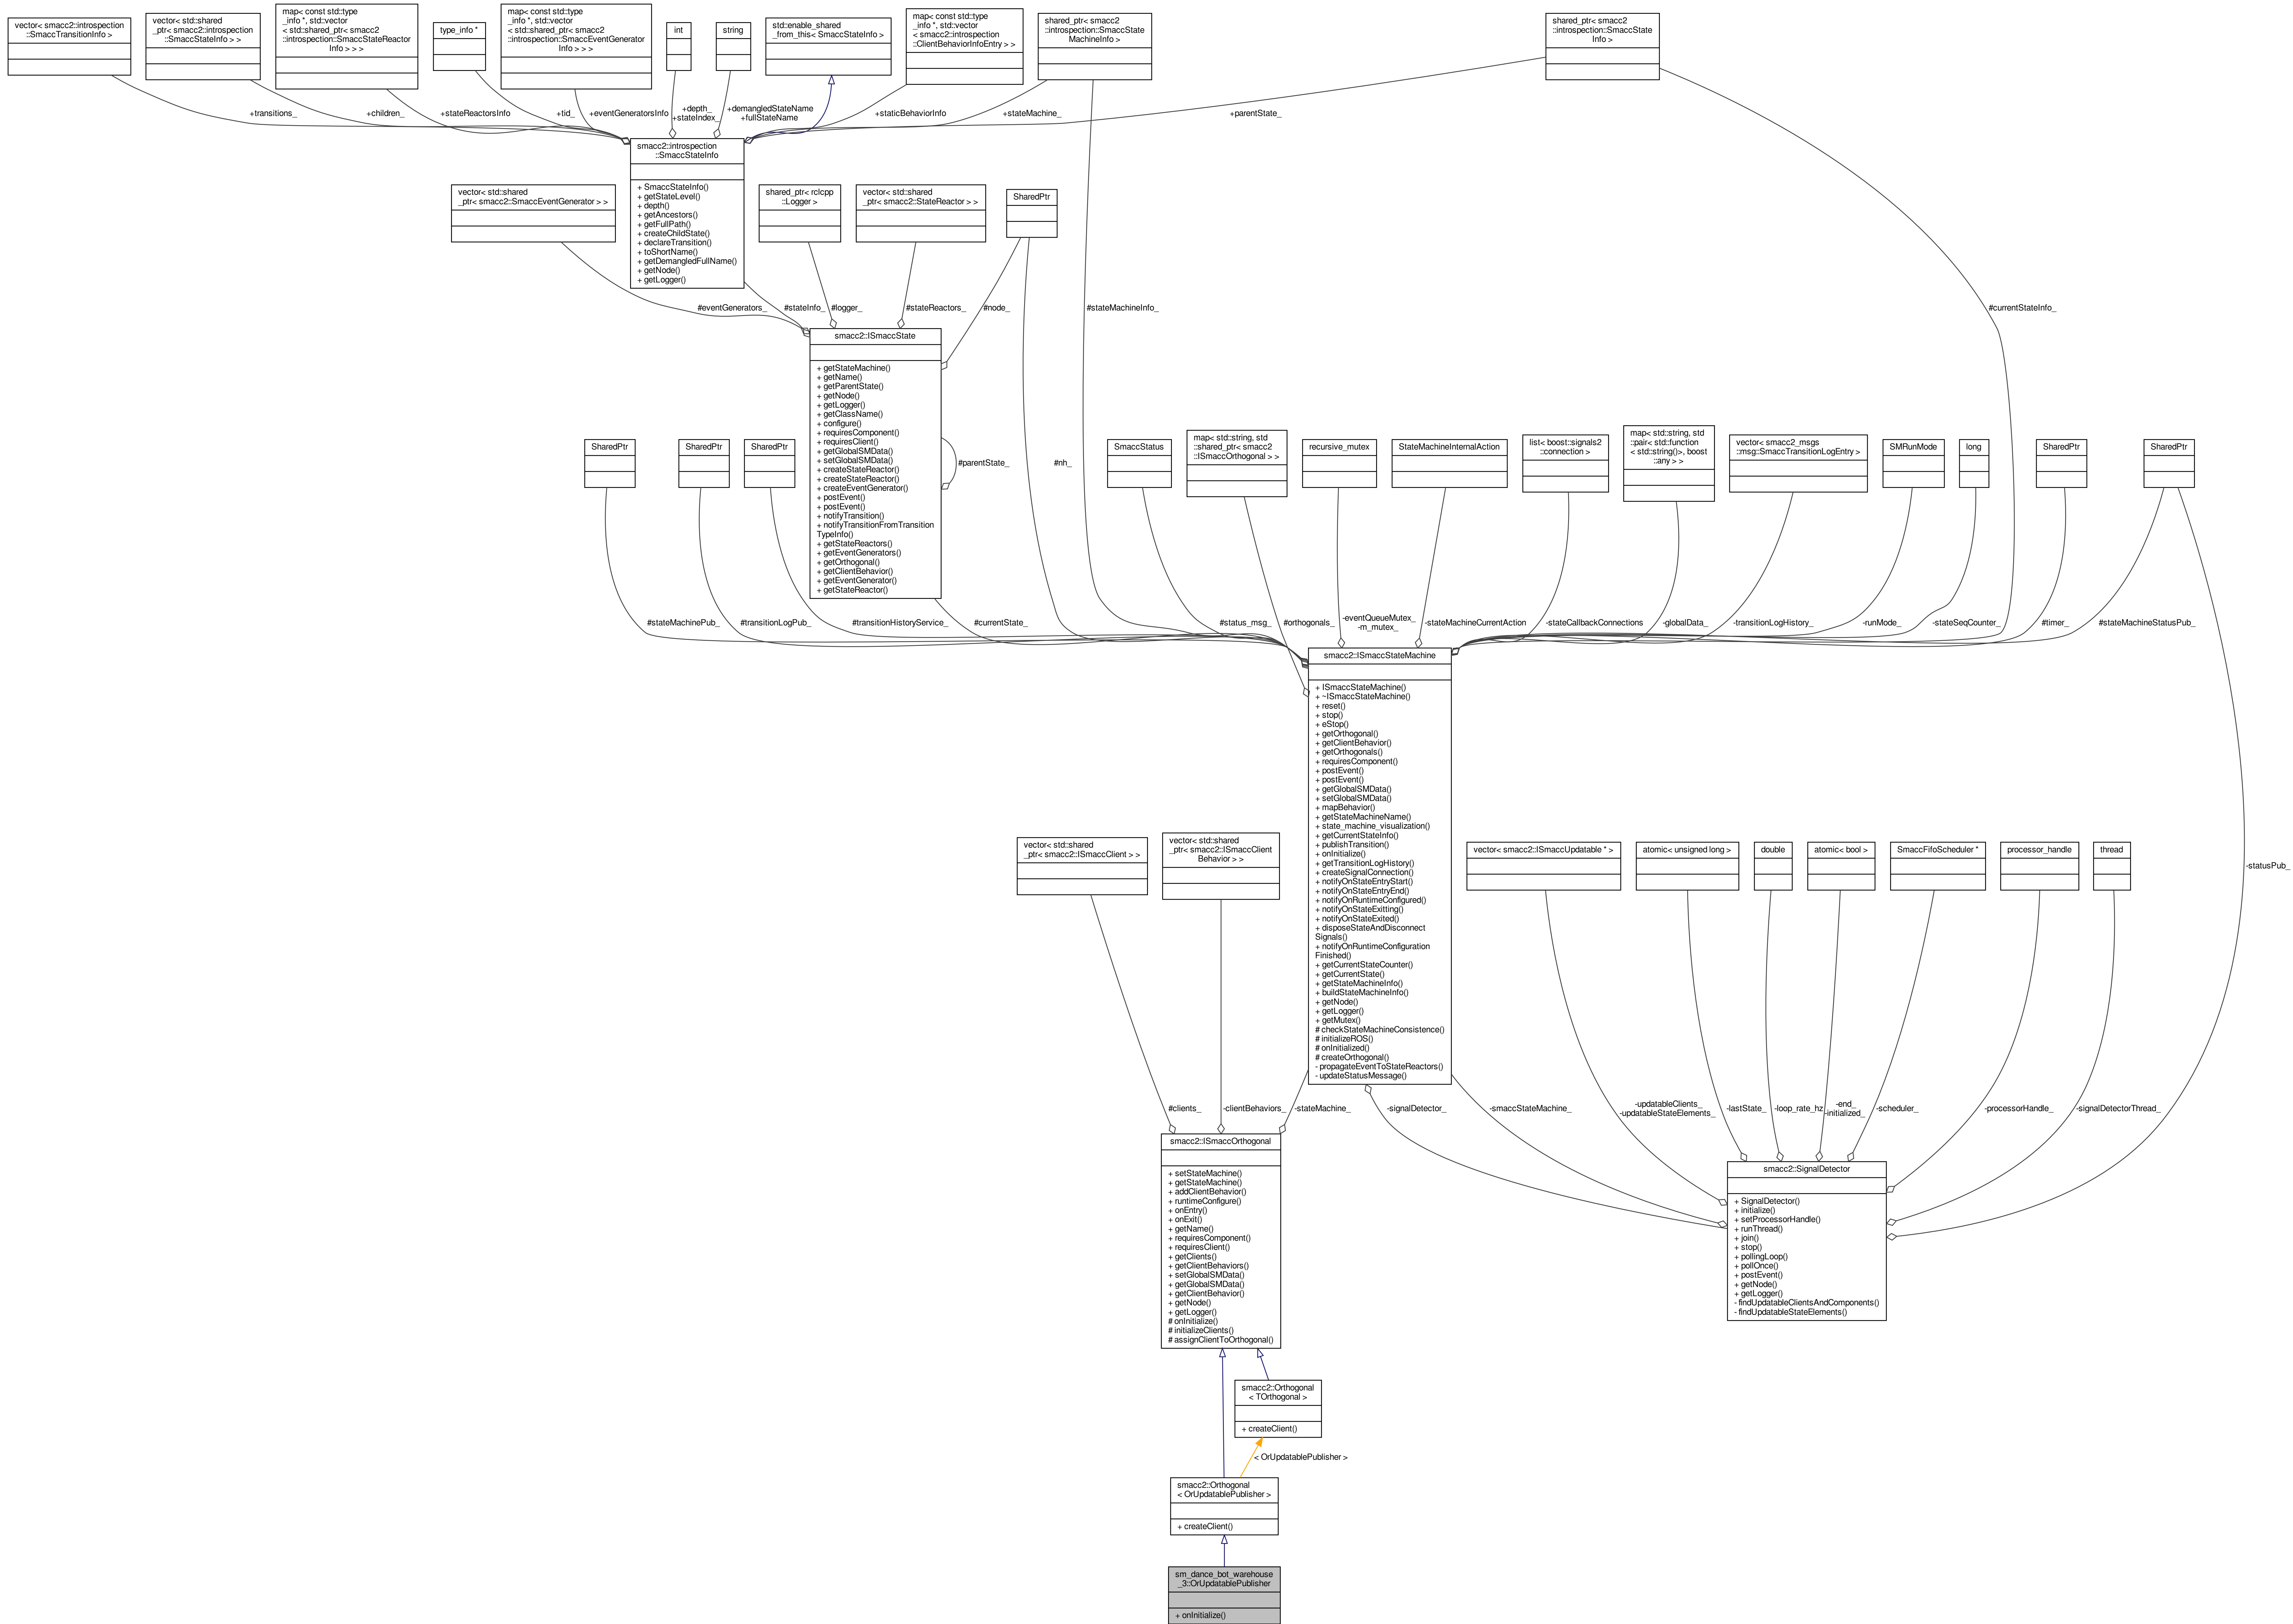 vector< smacc2::introspection
::SmaccTransitionInfo >
vector< std::shared
_ptr< smacc2::introspection
::SmaccStateInfo > >
map< const std::type
_info *, std::vector
< std::shared_ptr< smacc2
::introspection::SmaccStateReactor
Info > > >
type_info *
map< const std::type
_info *, std::vector
< std::shared_ptr< smacc2
::introspection::SmaccEventGenerator
Info > > >
int
string
std::enable_shared
_from_this< SmaccStateInfo >
map< const std::type
_info *, std::vector
< smacc2::introspection
::ClientBehaviorInfoEntry > >
shared_ptr< smacc2
::introspection::SmaccState
MachineInfo >
shared_ptr< smacc2
::introspection::SmaccState
Info >
+transitions_
+children_
+stateReactorsInfo
+tid_
+eventGeneratorsInfo
+depth_
+stateIndex_
+demangledStateName
+fullStateName
+staticBehaviorInfo
+stateMachine_
+parentState_
smacc2::introspection
::SmaccStateInfo
+ SmaccStateInfo()
+ getStateLevel()
+ depth()
+ getAncestors()
+ getFullPath()
+ createChildState()
+ declareTransition()
+ toShortName()
+ getDemangledFullName()
+ getNode()
+ getLogger()
vector< std::shared
_ptr< smacc2::SmaccEventGenerator > >
shared_ptr< rclcpp
::Logger >
vector< std::shared
_ptr< smacc2::StateReactor > >
SharedPtr
#eventGenerators_
#stateInfo_
#logger_
#stateReactors_
#node_
#stateMachineInfo_
#currentStateInfo_
smacc2::ISmaccState
+ getStateMachine()
+ getName()
+ getParentState()
+ getNode()
+ getLogger()
+ getClassName()
+ configure()
+ requiresComponent()
+ requiresClient()
+ getGlobalSMData()
+ setGlobalSMData()
+ createStateReactor()
+ createStateReactor()
+ createEventGenerator()
+ postEvent()
+ postEvent()
+ notifyTransition()
+ notifyTransitionFromTransition
TypeInfo()
+ getStateReactors()
+ getEventGenerators()
+ getOrthogonal()
+ getClientBehavior()
+ getEventGenerator()
+ getStateReactor()
#parentState_
#nh_
SharedPtr
SharedPtr
SharedPtr
SmaccStatus
map< std::string, std
::shared_ptr< smacc2
::ISmaccOrthogonal > >
recursive_mutex
StateMachineInternalAction
list< boost::signals2
::connection >
map< std::string, std
::pair< std::function
< std::string()>, boost
::any > >
vector< smacc2_msgs
::msg::SmaccTransitionLogEntry >
SMRunMode
long
SharedPtr
SharedPtr
#stateMachinePub_
#transitionLogPub_
#transitionHistoryService_
#currentState_
#status_msg_
#orthogonals_
-eventQueueMutex_
-m_mutex_
-stateMachineCurrentAction
-stateCallbackConnections
-globalData_
-transitionLogHistory_
-runMode_
-stateSeqCounter_
#timer_
#stateMachineStatusPub_
smacc2::ISmaccStateMachine
+ ISmaccStateMachine()
+ ~ISmaccStateMachine()
+ reset()
+ stop()
+ eStop()
+ getOrthogonal()
+ getClientBehavior()
+ getOrthogonals()
+ requiresComponent()
+ postEvent()
+ postEvent()
+ getGlobalSMData()
+ setGlobalSMData()
+ mapBehavior()
+ getStateMachineName()
+ state_machine_visualization()
+ getCurrentStateInfo()
+ publishTransition()
+ onInitialize()
+ getTransitionLogHistory()
+ createSignalConnection()
+ notifyOnStateEntryStart()
+ notifyOnStateEntryEnd()
+ notifyOnRuntimeConfigured()
+ notifyOnStateExitting()
+ notifyOnStateExited()
+ disposeStateAndDisconnect
Signals()
+ notifyOnRuntimeConfiguration
Finished()
+ getCurrentStateCounter()
+ getCurrentState()
+ getStateMachineInfo()
+ buildStateMachineInfo()
+ getNode()
+ getLogger()
+ getMutex()
# checkStateMachineConsistence()
# initializeROS()
# onInitialized()
# createOrthogonal()
- propagateEventToStateReactors()
- updateStatusMessage()
vector< std::shared
_ptr< smacc2::ISmaccClient > >
vector< std::shared
_ptr< smacc2::ISmaccClient
Behavior > >
vector< smacc2::ISmaccUpdatable * >
atomic< unsigned long >
double
atomic< bool >
SmaccFifoScheduler *
processor_handle
thread
-statusPub_
#clients_
-clientBehaviors_
-stateMachine_
-signalDetector_
-smaccStateMachine_
-updatableClients_
-updatableStateElements_
-lastState_
-loop_rate_hz
-end_
-initialized_
-scheduler_
-processorHandle_
-signalDetectorThread_
smacc2::ISmaccOrthogonal
+ setStateMachine()
+ getStateMachine()
+ addClientBehavior()
+ runtimeConfigure()
+ onEntry()
+ onExit()
+ getName()
+ requiresComponent()
+ requiresClient()
+ getClients()
+ getClientBehaviors()
+ setGlobalSMData()
+ getGlobalSMData()
+ getClientBehavior()
+ getNode()
+ getLogger()
# onInitialize()
# initializeClients()
# assignClientToOrthogonal()
smacc2::SignalDetector
+ SignalDetector()
+ initialize()
+ setProcessorHandle()
+ runThread()
+ join()
+ stop()
+ pollingLoop()
+ pollOnce()
+ postEvent()
+ getNode()
+ getLogger()
- findUpdatableClientsAndComponents()
- findUpdatableStateElements()
smacc2::Orthogonal
< TOrthogonal >
+ createClient()
< OrUpdatablePublisher >
smacc2::Orthogonal
< OrUpdatablePublisher >
+ createClient()
sm_dance_bot_warehouse
_3::OrUpdatablePublisher
+ onInitialize()